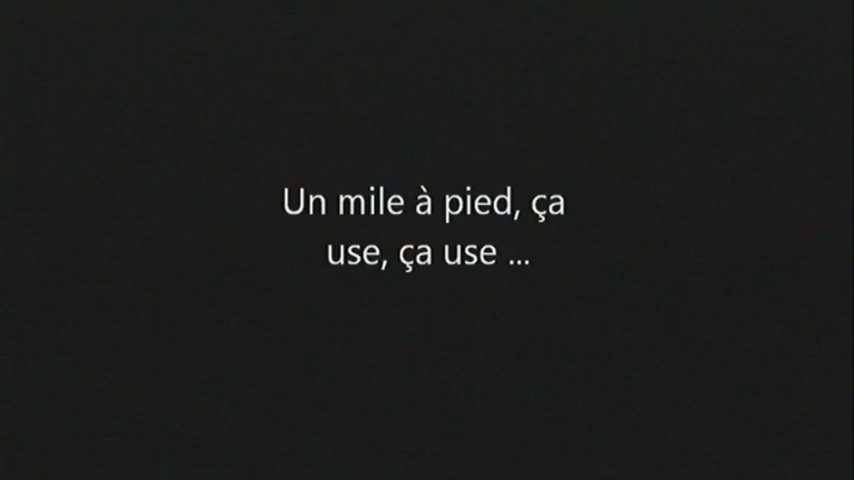 Un mile à pied, ça
use, ça use ...